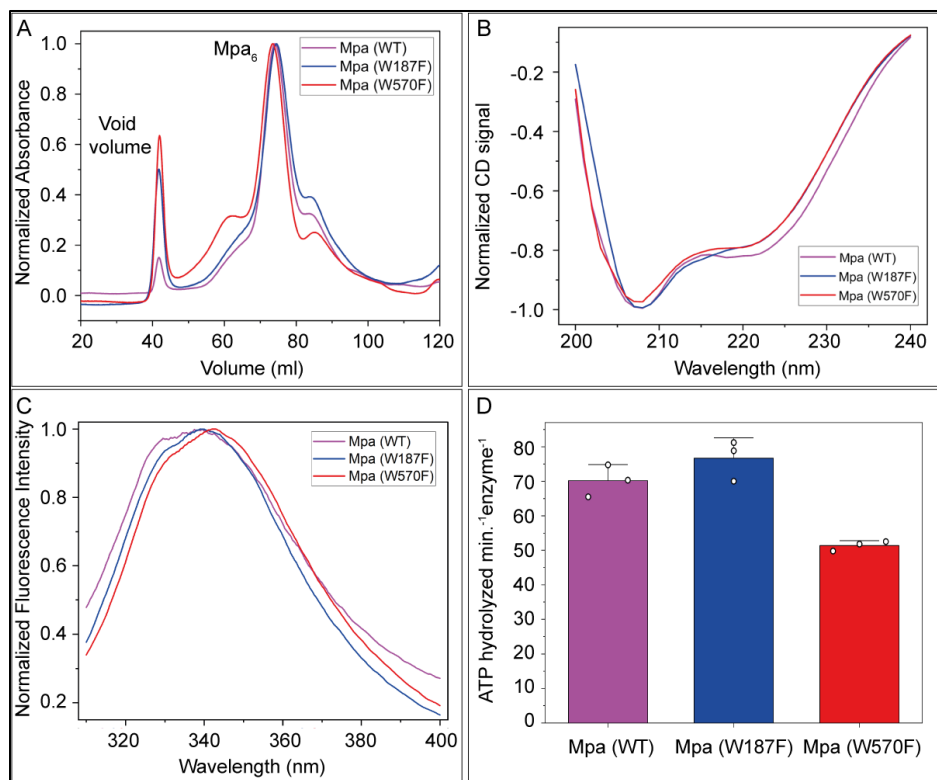 A
Mpa₆
Void
volume
Mpa (WT)
Mpa (W187F)
Mpa (W570F)
Normalized Absorbance
1.0
0.8
0.6
0.4
0.2
0.0
20 40 60 80 100 120
Volume (ml)
B
Normalized CD signal
-0.2
-0.4
-0.6
-0.8
-1.0
Mpa (WT)
Mpa (W187F)
Mpa (W570F)
200 210 220 230 240
Wavelength (nm)
C
Normalized Fluorescence Intensity
1.0
0.8
0.6
0.4
0.2
Mpa (WT)
Mpa (W187F)
Mpa (W570F)
320 340 360 380 400
Wavelength (nm)
D
ATP hydrolyzed min.⁻¹enzyme⁻¹
80
70
60
50
40
30
20
10
0
Mpa (WT) Mpa (W187F) Mpa (W570F)